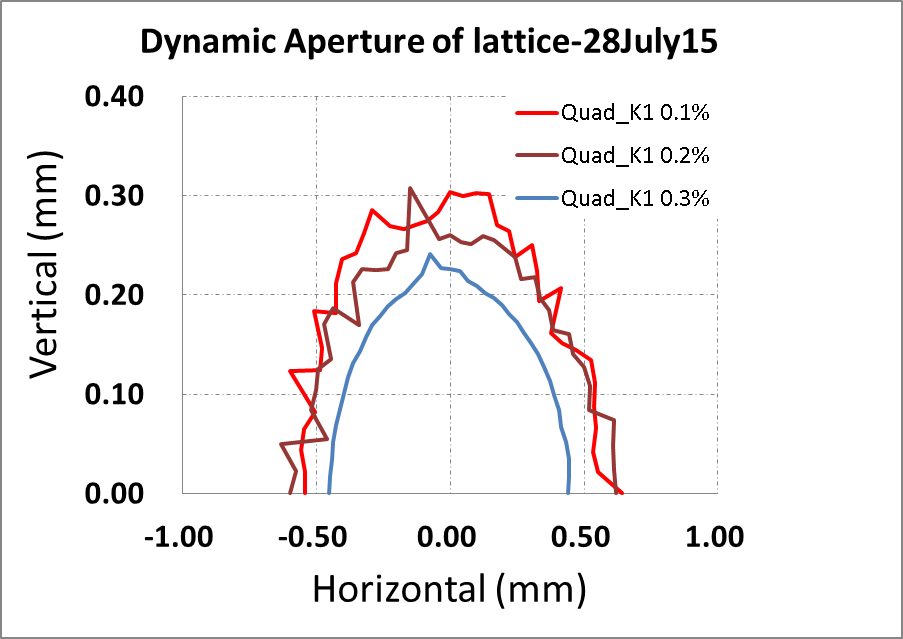 Dynamic Aperture of lattice-28July15
0.40
0.30
0.20
0.10
0.00
Vertical (mm)
Quad_K1 0.1%
Quad_K1 0.2%
Quad_K1 0.3%
-1.00 -0.50 0.00 0.50 1.00
Horizontal (mm)